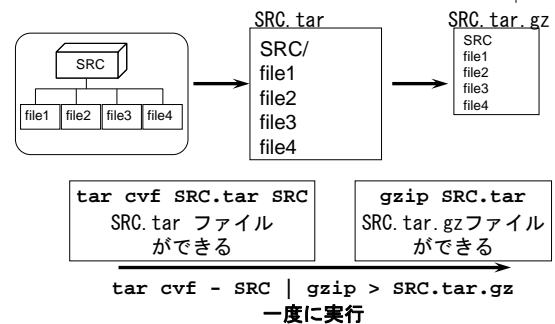 SRC.tar
SRC.tar.gz
SRC
file1 file2 file3 file4
SRC/
file1
file2
file3
file4
SRC
file1
file2
file3
file4
tar cvf SRC.tar SRC
SRC.tar ファイル
ができる
gzip SRC.tar
SRC.tar.gzファイル
ができる
tar cvf - SRC | gzip > SRC.tar.gz
一度に実行